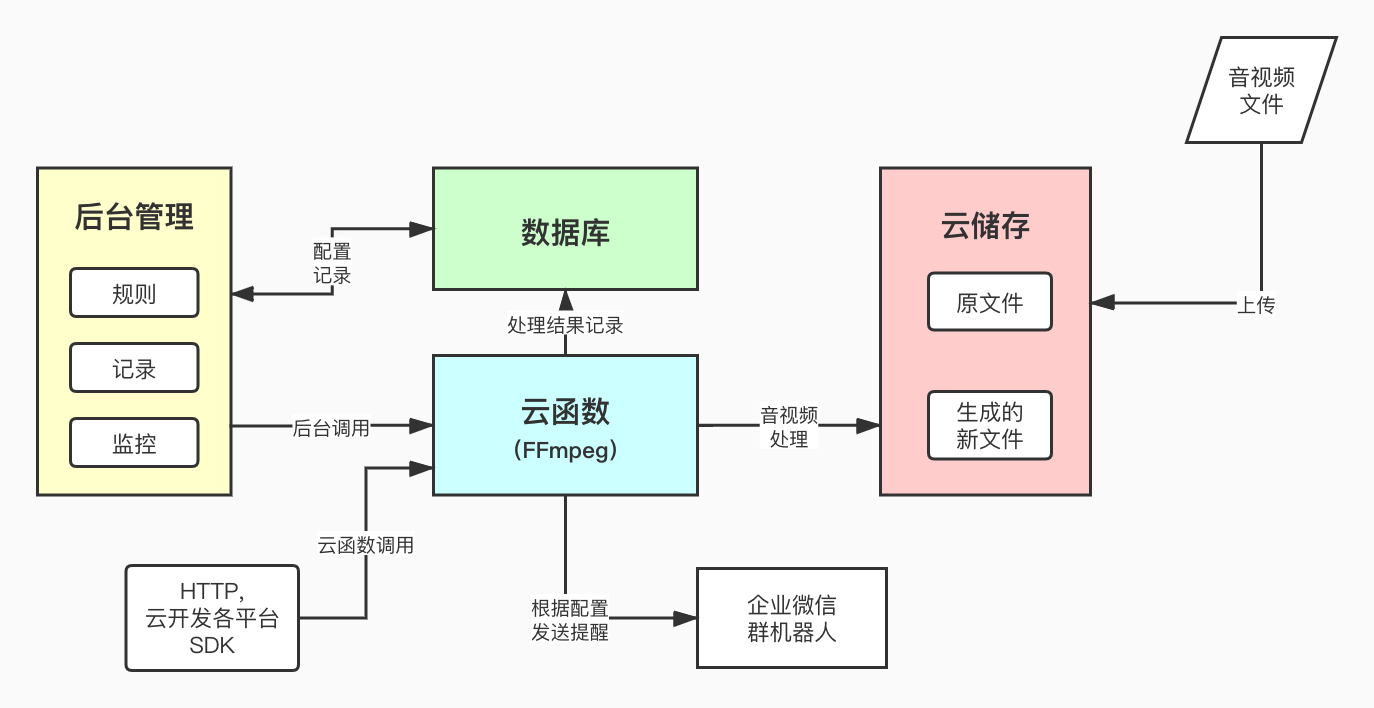 音视频
文件
后台管理
规则
记录
监控
配置
记录
数据库
处理结果记录
云函数
(FFmpeg)
后台调用
云函数调用
HTTP,
云开发各平台
SDK
音视频
处理
云储存
原文件
生成的
新文件
上传
根据配置
发送提醒
企业微信
群机器人